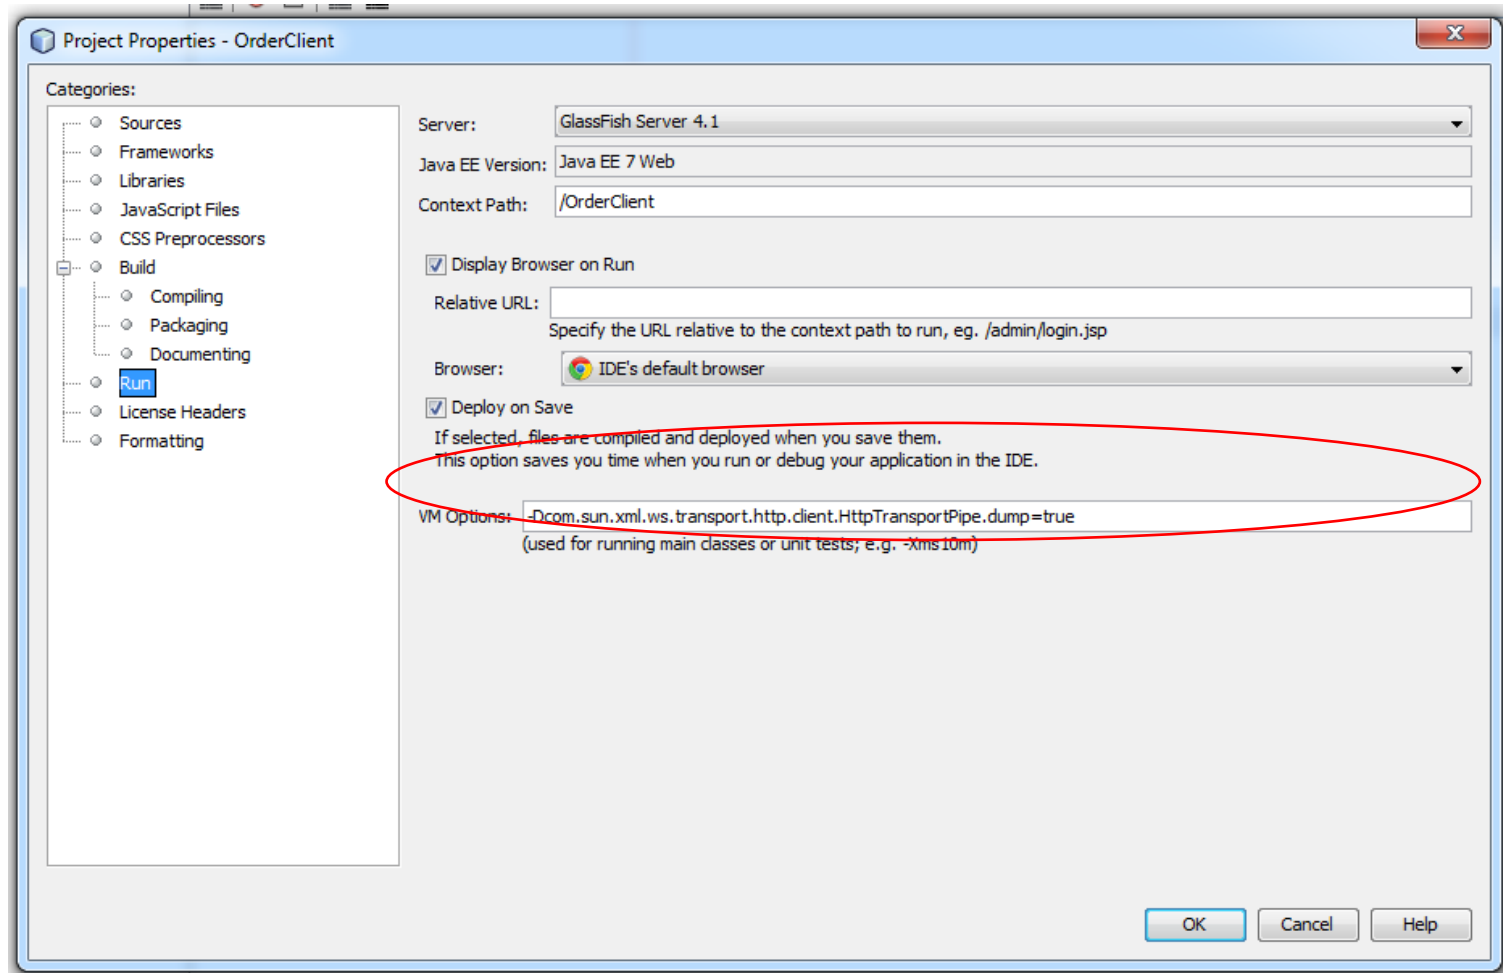 Project Properties - OrderClient
X
Categories:
Sources
Frameworks
Libraries
JavaScript Files
CSS Preprocessors
Build
Compiling
Packaging
Documenting
Run
License Headers
Formatting
Server: GlassFish Server 4.1
Java EE Version: Java EE 7 Web
Context Path: /OrderClient
Display Browser on Run
Relative URL:
Specify the URL relative to the context path to run, eg. /admin/login.jsp
Browser: IDE's default browser
Deploy on Save
If selected, files are compiled and deployed when you save them.
This option saves you time when you run or debug your application in the IDE.
VM Options: -Dcom.sun.xml.ws.transport.http.client.HttpTransportPipe.dump=true
(used for running main classes or unit tests; e.g. -Xms10m)
OK Cancel Help